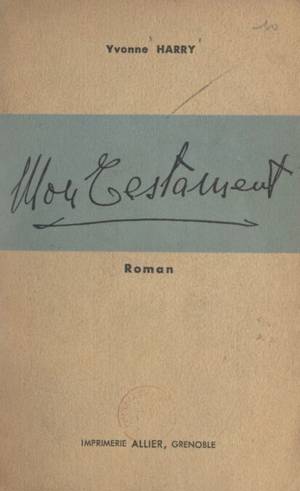 Yvonne HARRY
Mon Testament
Roman
IMPRIMERIE ALLIER, GRENOBLE